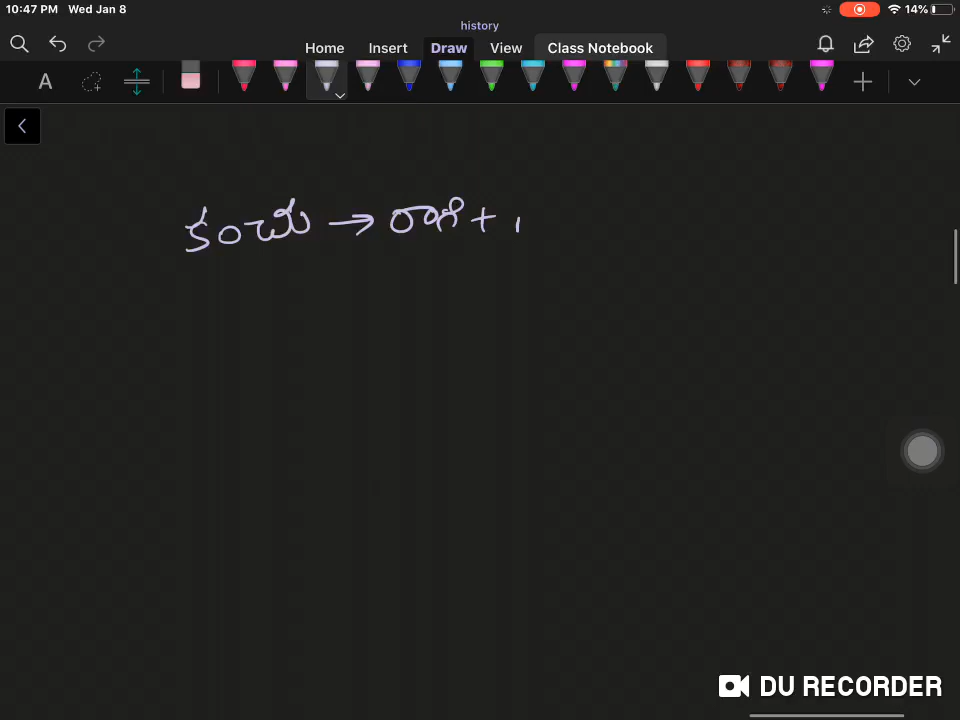 10:47 PM Wed Jan 8 14%
history
Home Insert Draw View Class Notebook
A
ಕಂದಾಯ → ರಾಗಿ +
DU RECORDER